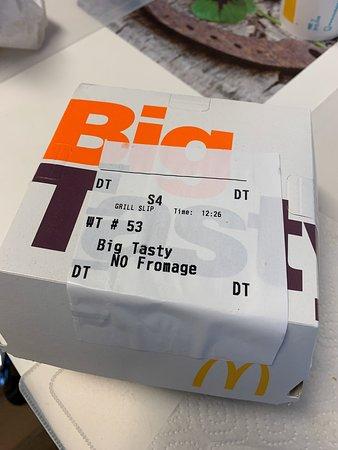 Big
Tasty
DT DT
S4
GRILL SLIP Time: 12:26
WT # 53
Big Tasty
NO Fromage
DT DT